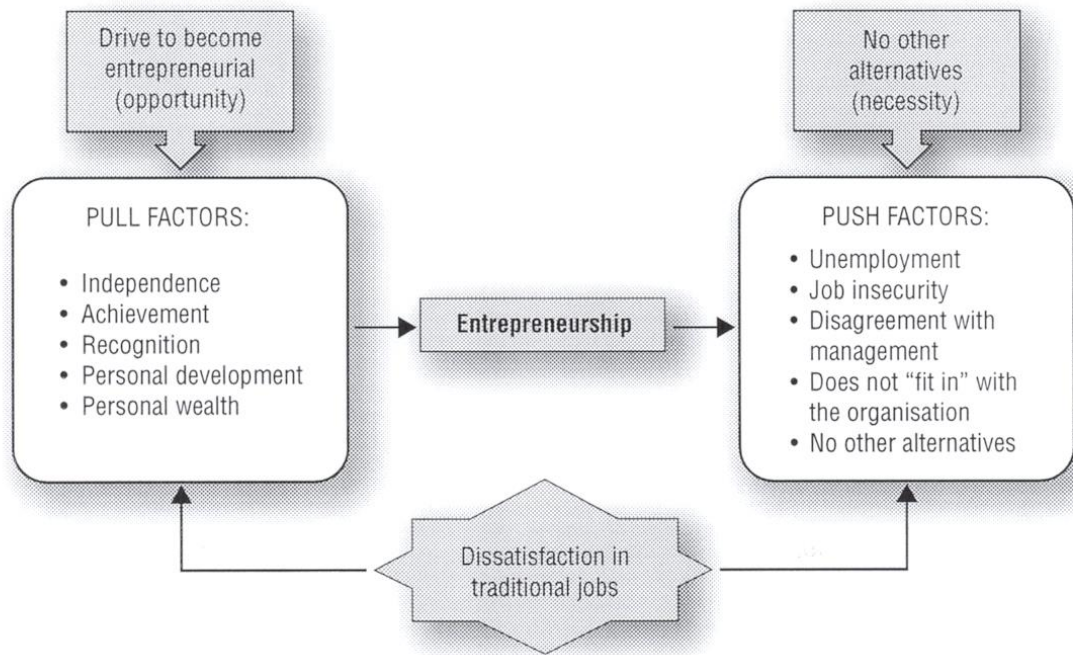 Drive to become
entrepreneurial
(opportunity)
No other
alternatives
(necessity)
PULL FACTORS:
• Independence
• Achievement
• Recognition
• Personal development
• Personal wealth
Entrepreneurship
PUSH FACTORS:
• Unemployment
• Job insecurity
• Disagreement with
management
• Does not “fit in” with
the organisation
• No other alternatives
Dissatisfaction in
traditional jobs